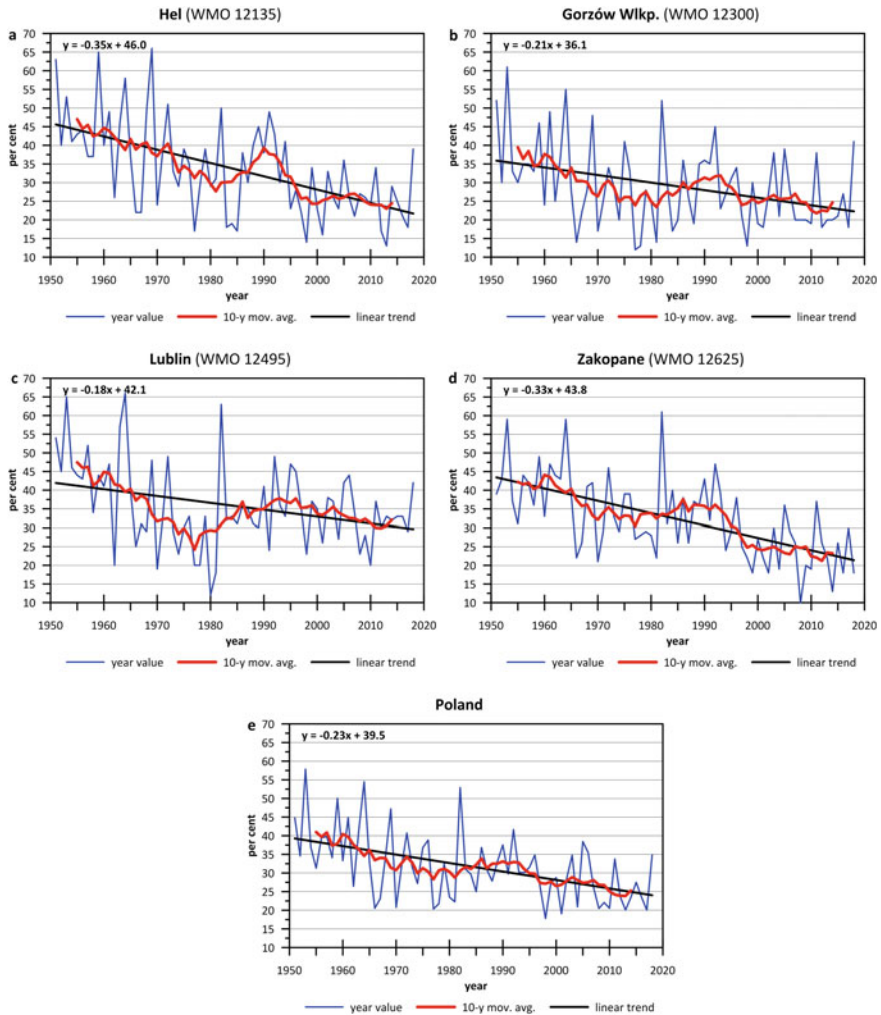 Hel (WMO 12135)
a
y = -0.35x + 46.0
per cent
70
65
60
55
50
45
40
35
30
25
20
15
10
1950 1960 1970 1980 1990 2000 2010 2020
year
year value 10-y mov. avg. linear trend
Gorzów Wlkp. (WMO 12300)
b
y = -0.21x + 36.1
per cent
70
65
60
55
50
45
40
35
30
25
20
15
10
1950 1960 1970 1980 1990 2000 2010 2020
year
year value 10-y mov. avg. linear trend
Lublin (WMO 12495)
c
y = -0.18x + 42.1
per cent
70
65
60
55
50
45
40
35
30
25
20
15
10
1950 1960 1970 1980 1990 2000 2010 2020
year
year value 10-y mov. avg. linear trend
Zakopane (WMO 12625)
d
y = -0.33x + 43.8
per cent
70
65
60
55
50
45
40
35
30
25
20
15
10
1950 1960 1970 1980 1990 2000 2010 2020
year
year value 10-y mov. avg. linear trend
Poland
e
y = -0.23x + 39.5
per cent
70
65
60
55
50
45
40
35
30
25
20
15
10
1950 1960 1970 1980 1990 2000 2010 2020
year
year value 10-y mov. avg. linear trend